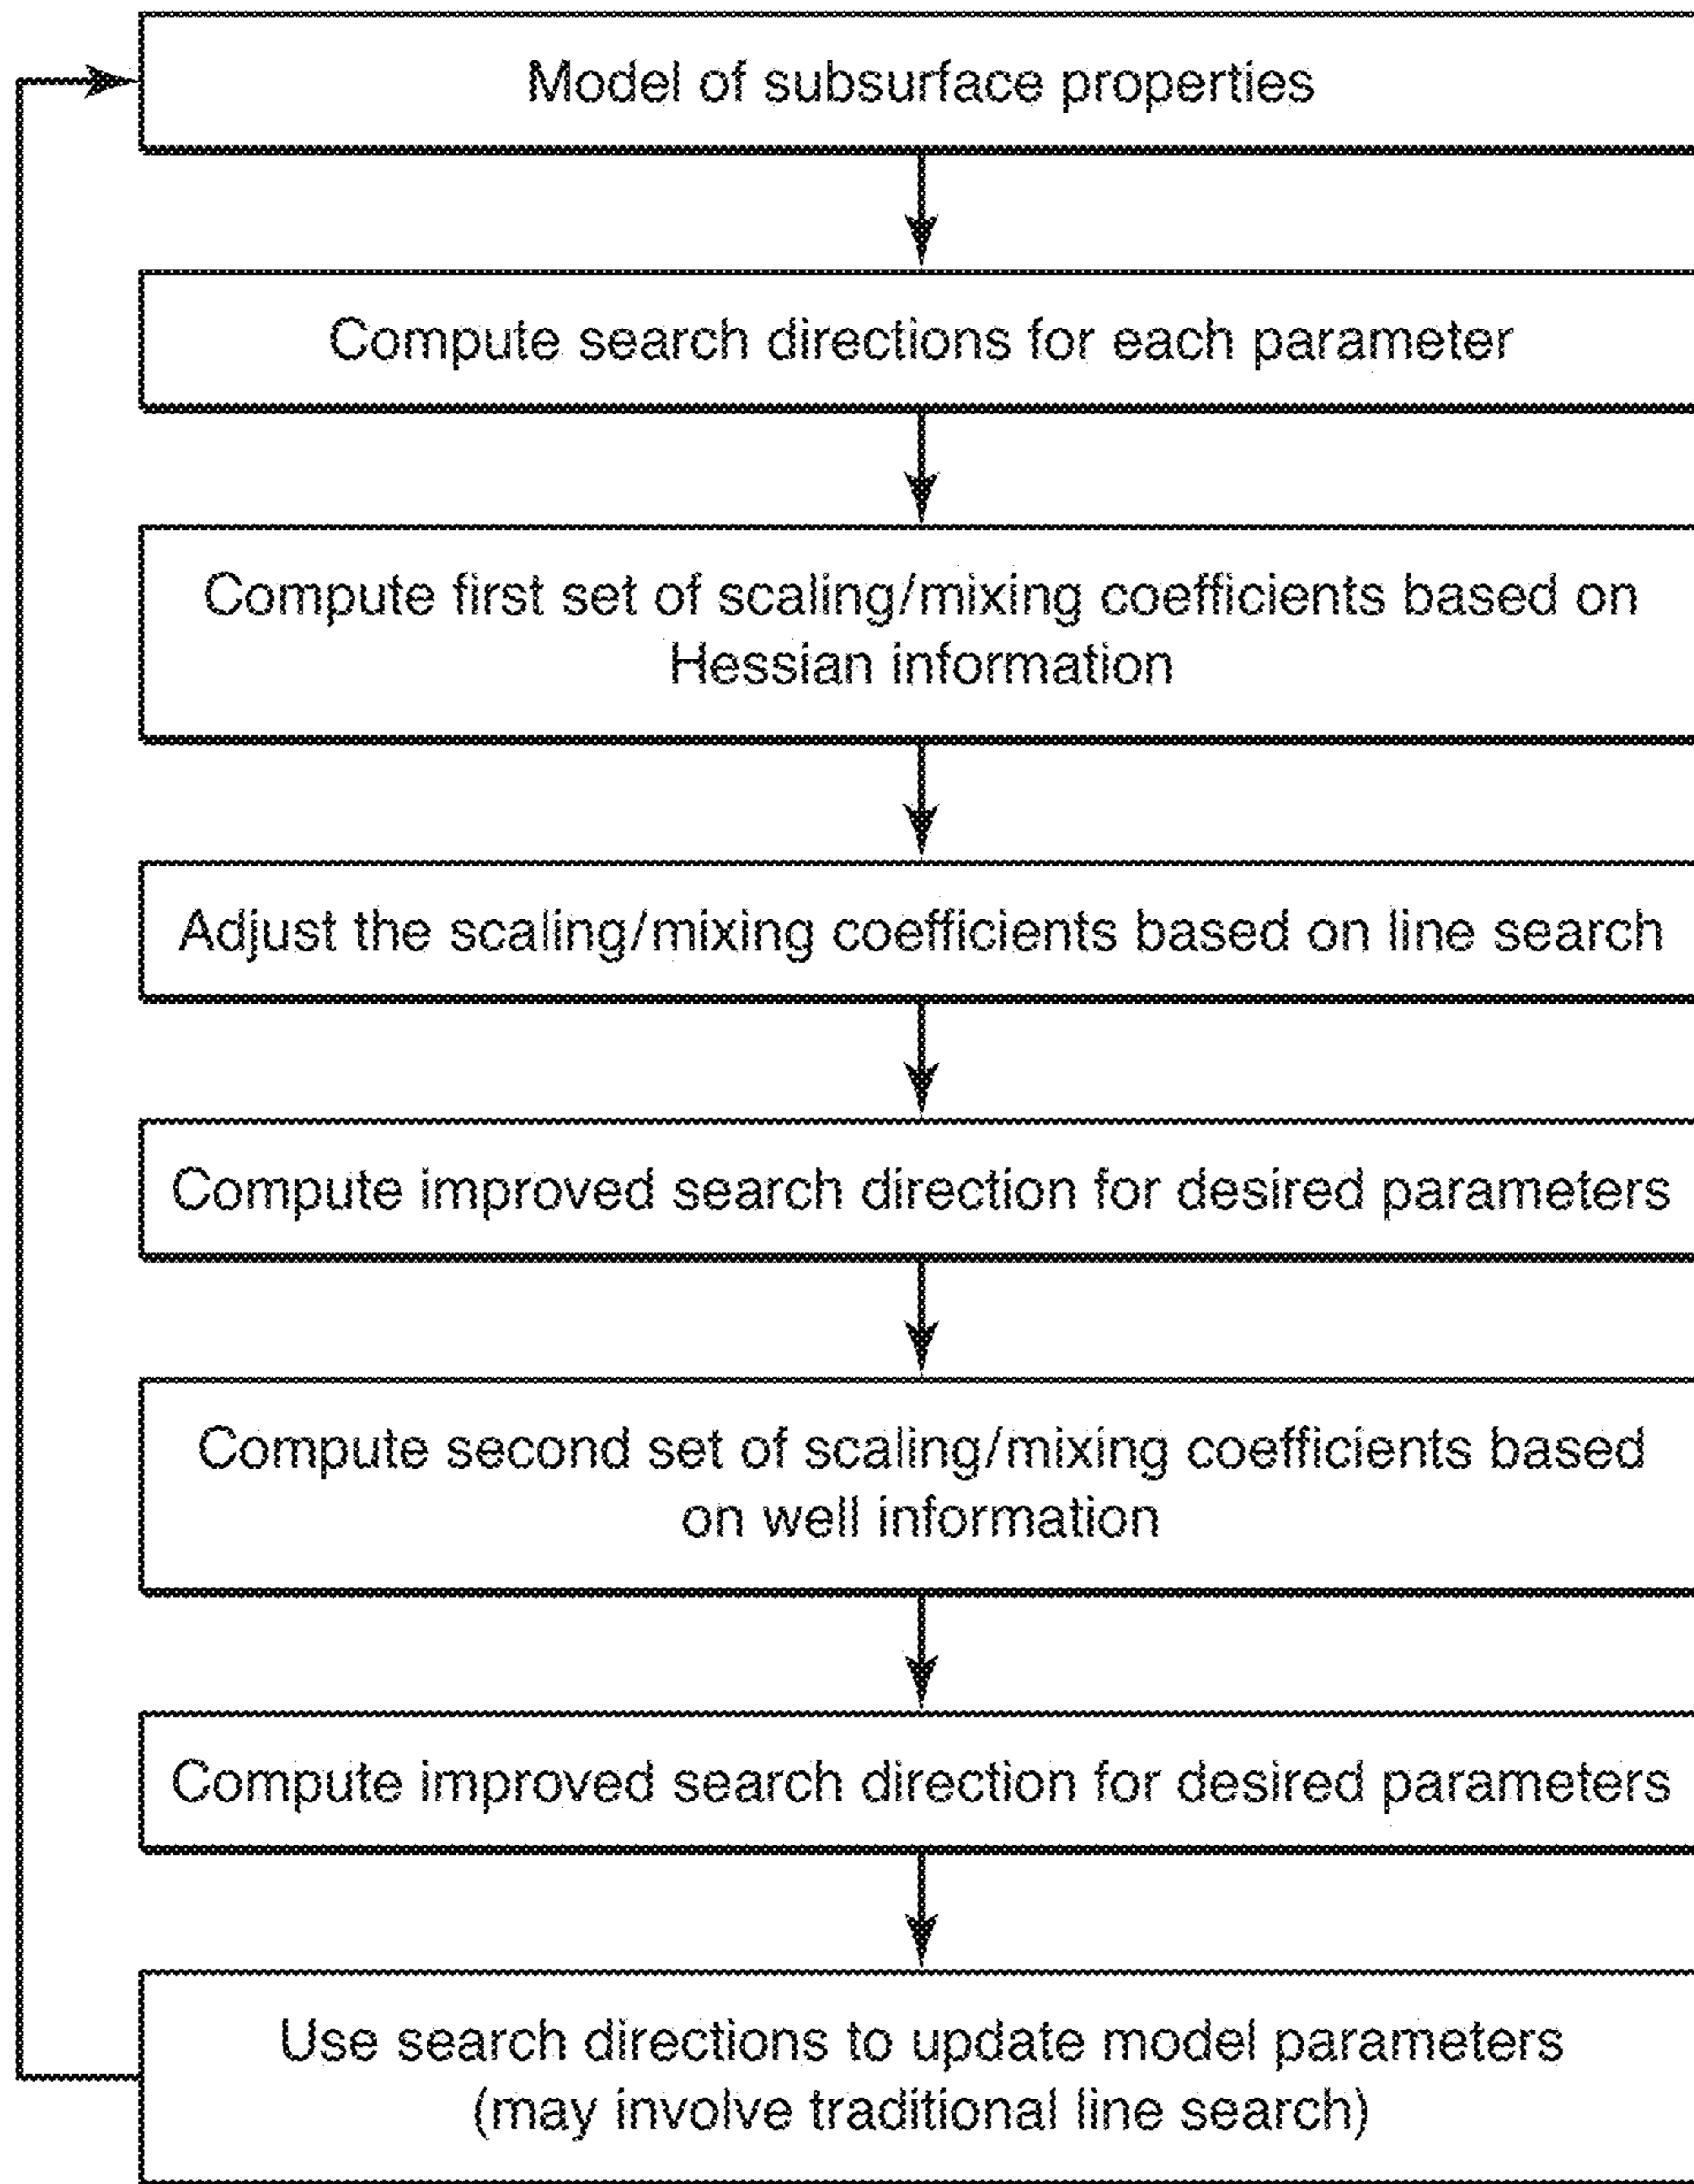 Model of subsurface properties
Compute search directions for each parameter
Compute first set of scaling/mixing coefficients based on
Hessian information
Adjust the scaling/mixing coefficients based on line search
Compute improved search direction for desired parameters
Compute second set of scaling/mixing coefficients based
on well information
Compute improved search direction for desired parameters
Use search directions to update model parameters
(may involve traditional line search)